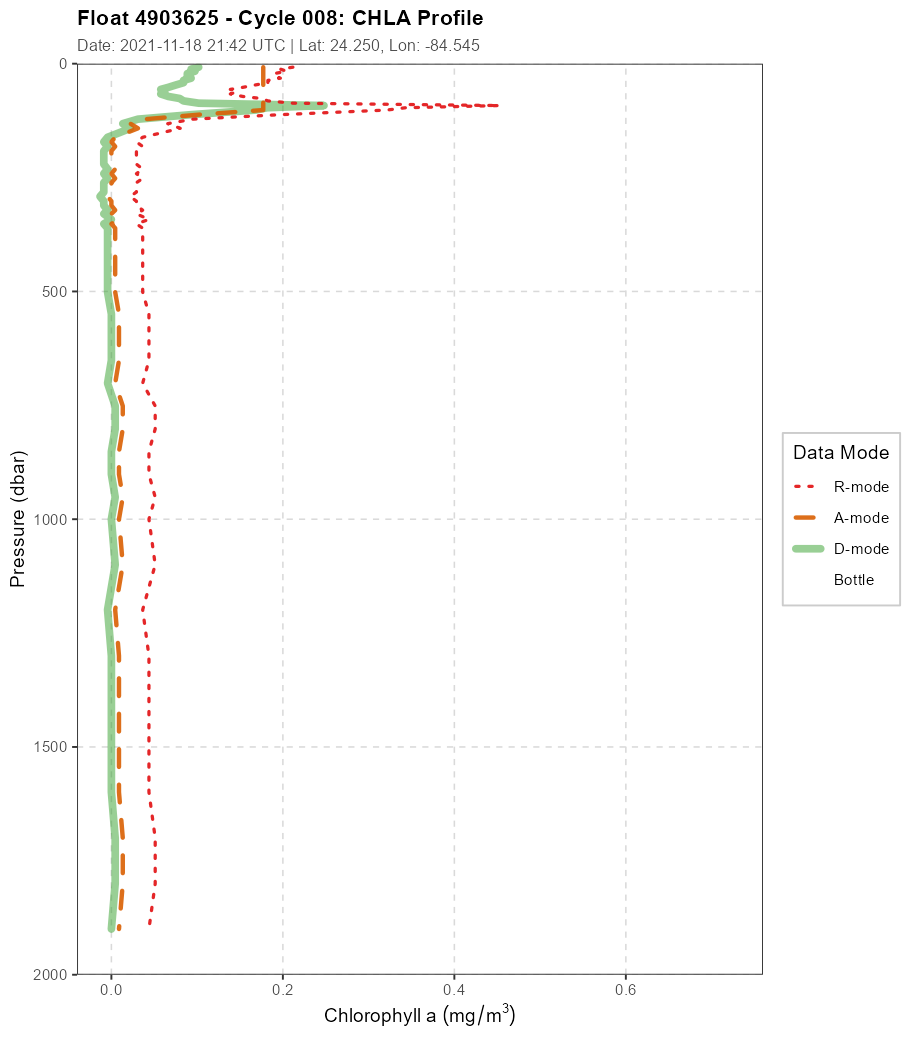 Float 4903625 - Cycle 008: CHLA Profile
Date: 2021-11-18 21:42 UTC | Lat: 24.250, Lon: -84.545
0
500
1000
1500
2000
Pressure (dbar)
0.0 0.2 0.4 0.6
Chlorophyll a (mg/m³)
Data Mode
R-mode
A-mode
D-mode
Bottle